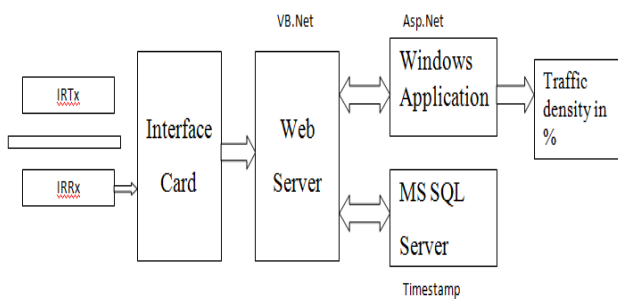 VB.Net
Asp.Net
IRTx
IRRx
Interface
Card
Web
Server
Windows
Application
Traffic
density in
%
MS SQL
Server
Timestamp